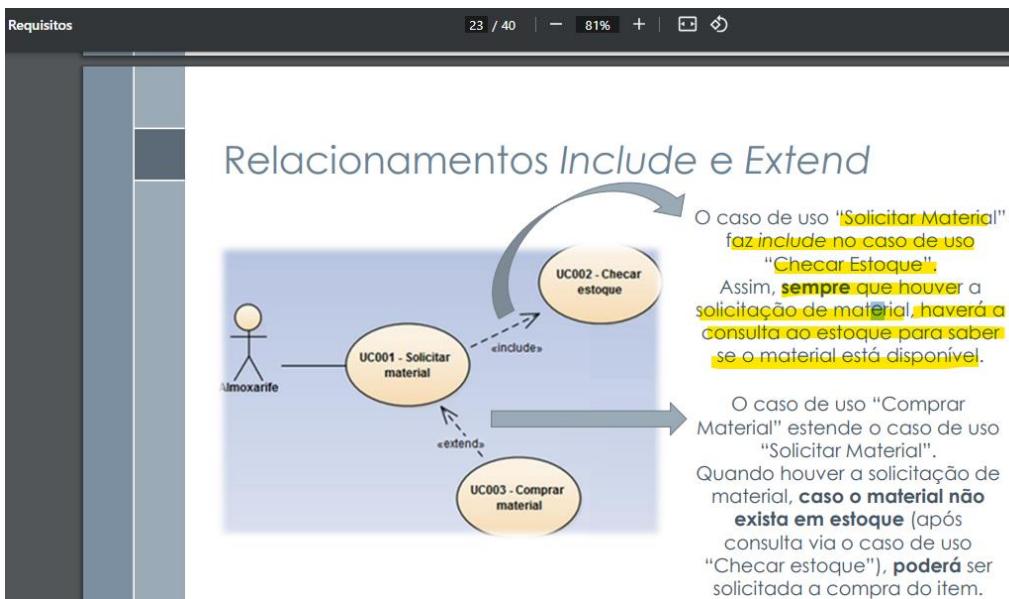 Requisitos
23 / 40
81%
Relacionamentos Include e Extend
O caso de uso “Solicitar Material”
faz include no caso de uso
“Checar Estoque”.
Assim, sempre que houver a
solicitação de material, haverá a
consulta ao estoque para saber
se o material está disponível.
UC002 - Checar
estoque
«include»
UC001 - Solicitar
material
Almoxarife
«extend»
UC003 - Comprar
material
O caso de uso “Comprar
Material” estende o caso de uso
“Solicitar Material”.
Quando houver a solicitação de
material, caso o material não
exista em estoque (após
consulta via o caso de uso
“Checar estoque”), poderá ser
solicitada a compra do item.